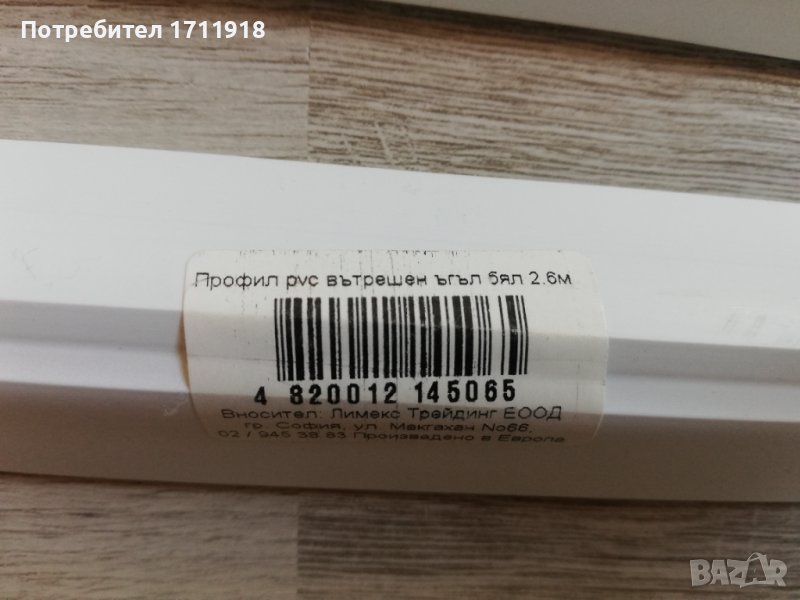 Потребител 1711918
Профил pvc вътрешен ъгъл бял 2.6м
4 820012 145065
Вносител: Лимекс Трейдинг ЕООД
гр. София, ул. Макгахан No66,
02 / 945 38 83 Произведено в Европа
BAZAR